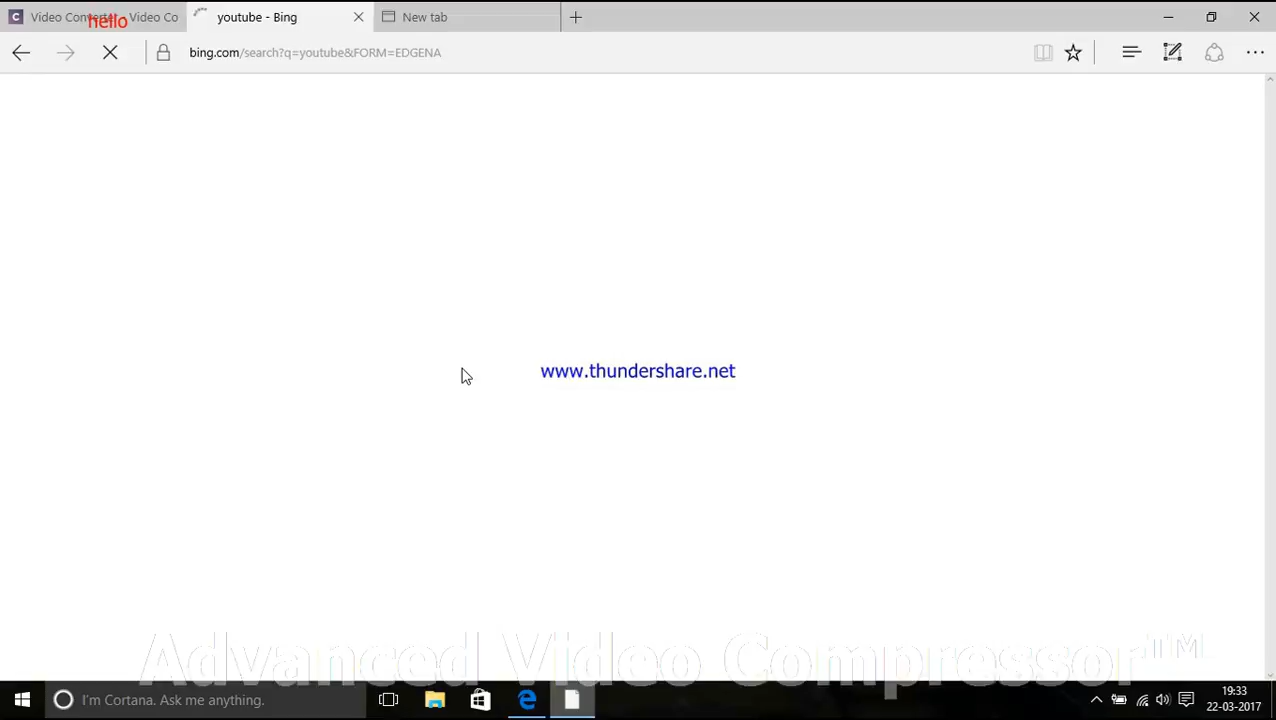 Video Conver
hello
Video Co
youtube - Bing
New tab
bing.com/search?q=youtube&FORM=EDGENA
www.thundershare.net
Advanced Video Compressor™
I'm Cortana. Ask me anything.
19:33
22-03-2017